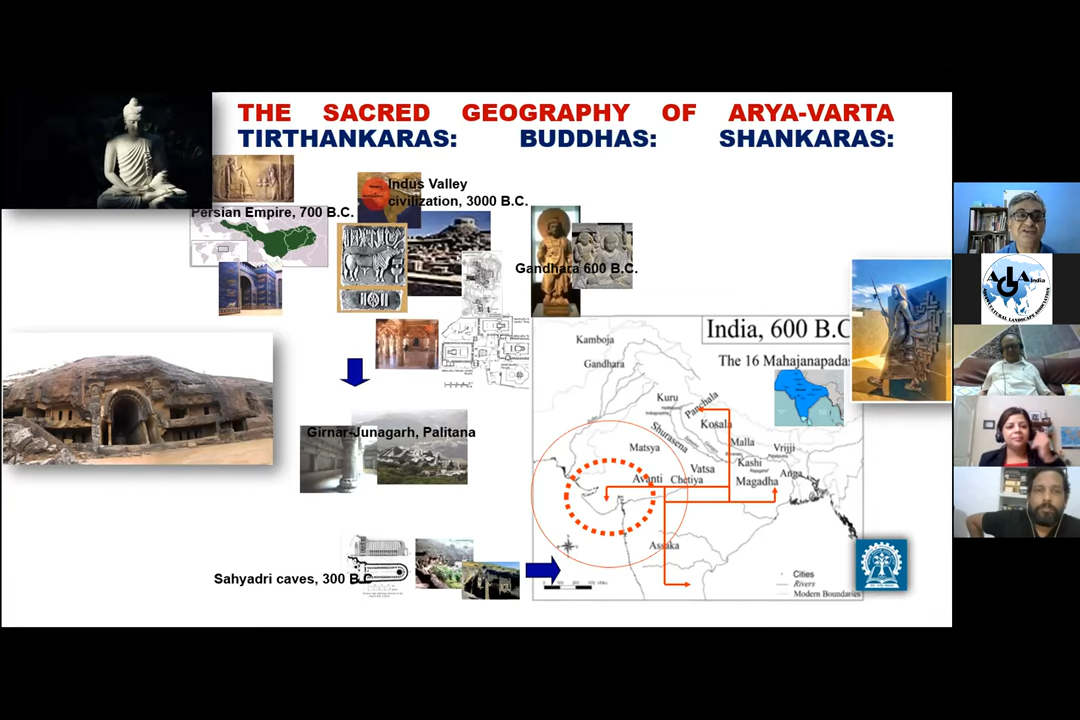 THE SACRED GEOGRAPHY OF ARYA-VARTA
TIRTHANKARAS: BUDDHAS: SHANKARAS:
Indus Valley
civilization, 3000 B.C.
Persian Empire, 700 B.C.
Gandhara 600 B.C.
Girnar-Junagarh, Palitana
Sahyadri caves, 300 B.C
India, 600 B.C
The 16 Mahajanapadas
Kamboja
Gandhara
Kuru
Panchala
Kosala
Shurasena
Malla
Matsya
Vrijji
Vatsa
Kashi
Anga
Avanti
Chetiya
Magadha
Assaka
Cities
Rivers
Modern Boundaries
ACLA
India